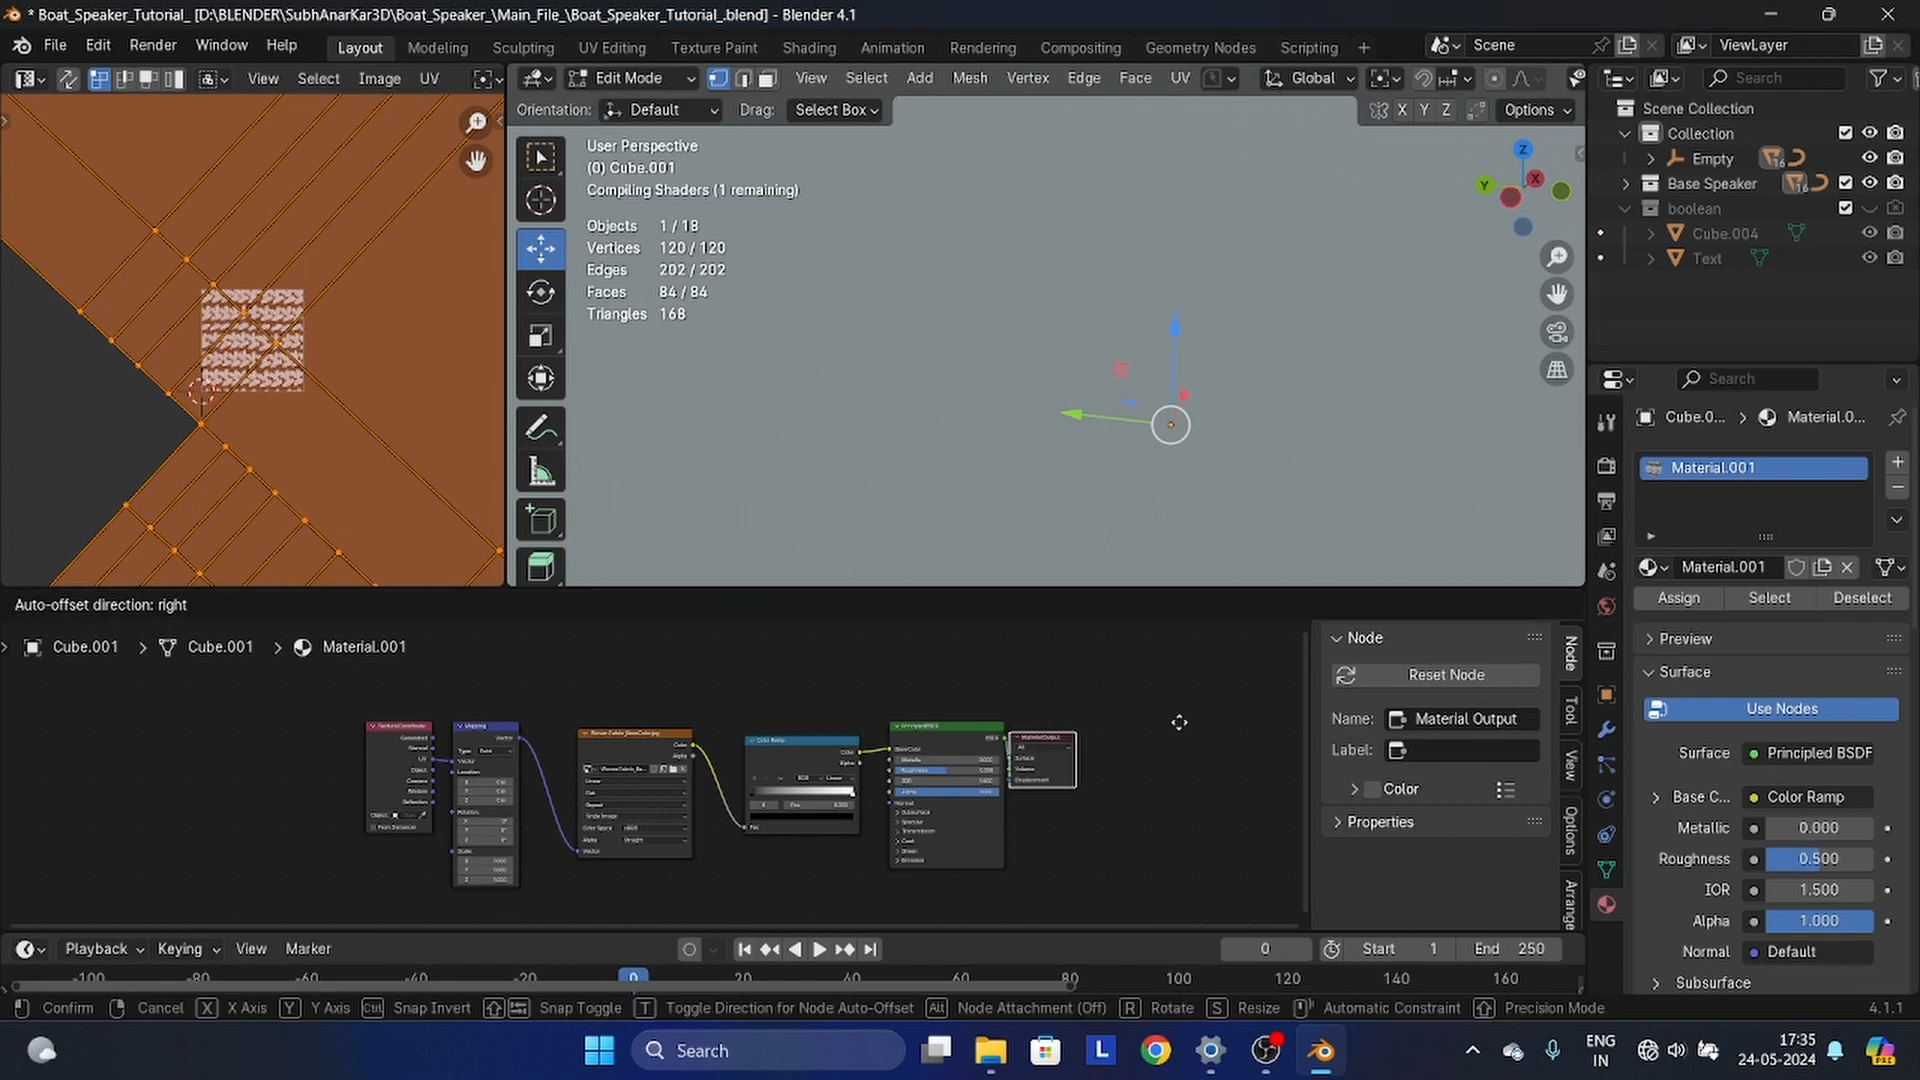 * Boat_Speaker_Tutorial_ [D:\BLENDER\SubhAnarKar3D\Boat_Speaker_\Main_File_\Boat_Speaker_Tutorial_.blend] - Blender 4.1
File Edit Render Window Help Layout Modeling Sculpting UV Editing Texture Paint Shading Animation Rendering Compositing Geometry Nodes Scripting + Scene ViewLayer
View Select Image UV Edit Mode View Select Add Mesh Vertex Edge Face UV Global Search
Orientation: Default Drag: Select Box X Y Z Options
Scene Collection
Collection
Empty 16
Base Speaker 16
boolean
Cube.004
Text
User Perspective
(0) Cube.001
Compiling Shaders (1 remaining)
Objects 1 / 18
Vertices 120 / 120
Edges 202 / 202
Faces 84 / 84
Triangles 168
Z
Y
X
Search
Cube.0... > Material.0...
Material.001
Material.001
Assign Select Deselect
Preview
Surface
Use Nodes
Surface Principled BSDF
Base C... Color Ramp
Metallic 0.000
Roughness 0.500
IOR 1.500
Alpha 1.000
Normal Default
Subsurface
Auto-offset direction: right
Cube.001 > Cube.001 > Material.001
Mapping
Color Ramp
Node
Reset Node
Name: Material Output
Label:
Color
Properties
Node
Tool
View
Options
Arrange
Playback Keying View Marker 0 Start 1 End 250
-100 -80 -60 -40 -20 0 20 40 60 80 100 120 140 160
Confirm Cancel X X Axis Y Y Axis Ctrl Snap Invert Snap Toggle T Toggle Direction for Node Auto-Offset Alt Node Attachment (Off) R Rotate S Resize Automatic Constraint Precision Mode 4.1.1
Search
L
ENG
IN
17:35
24-05-2024
PRE